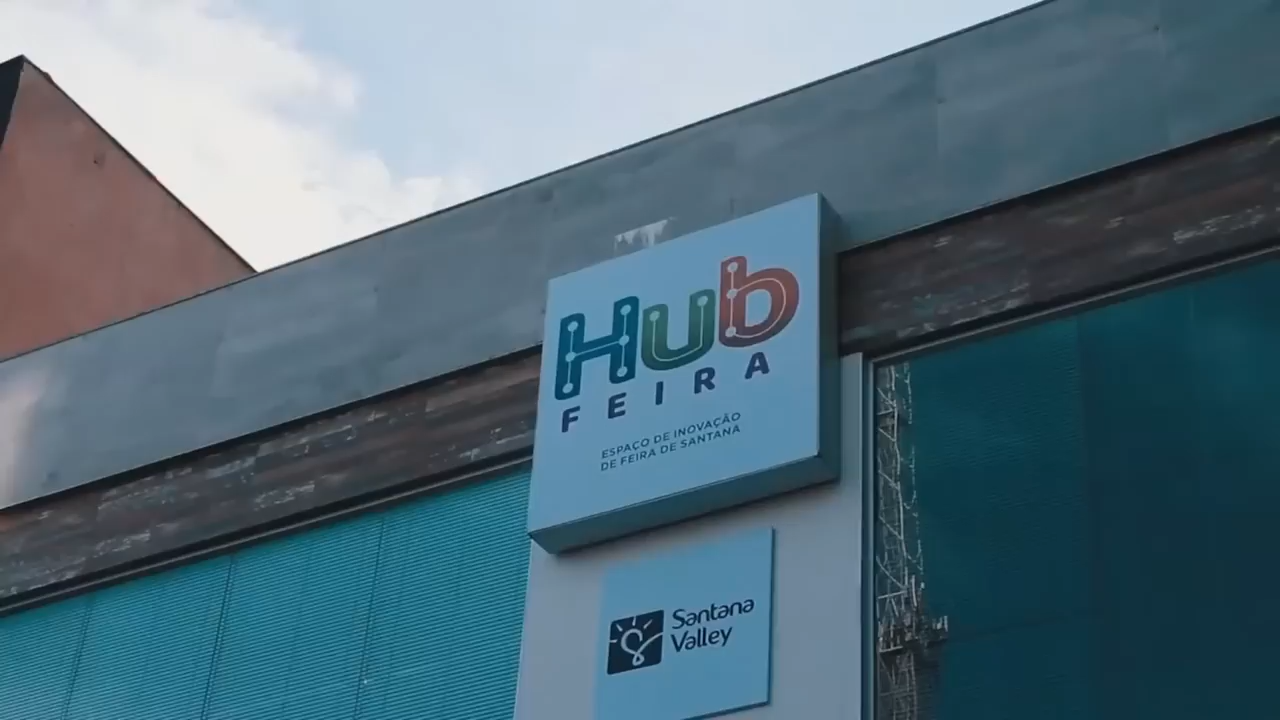 Hub
FEIRA
ESPAÇO DE INOVAÇÃO
DE FEIRA DE SANTANA
Santana
Valley